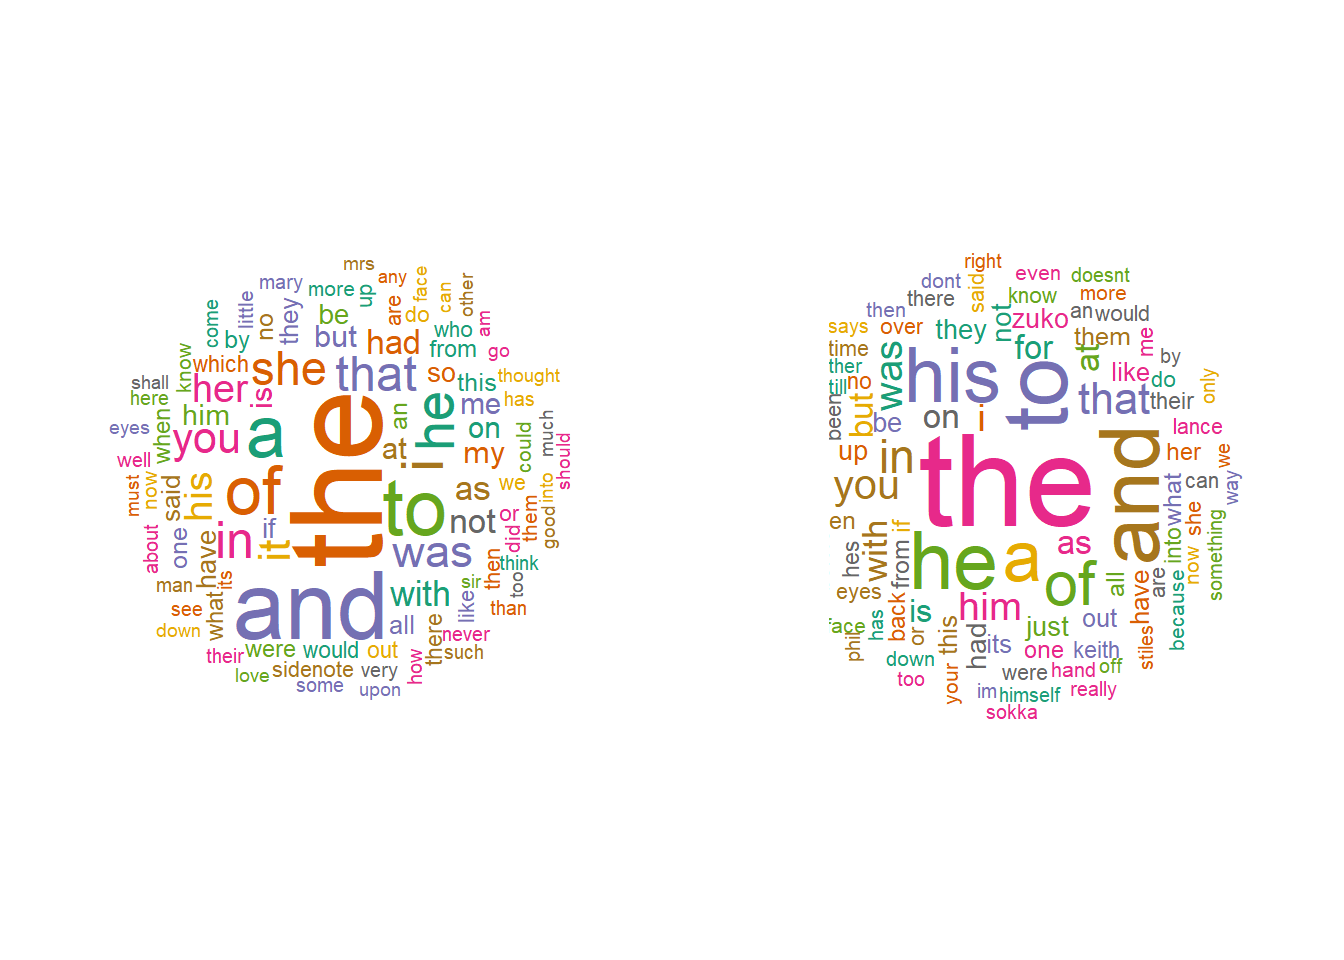 mrs
mary
any
face
can
other
little
more
up
are
am
come
they
be
do
who
no
by
but
had
from
go
know
which
she
that
so
this
thought
shall
here
her
is
the
an
he
me
has
him
when
you
a
at
i
on
my
could
much
should
eyes
well
must
now
said
his
of
to
as
we
into
good
or
them
did
not
about
one
if
in
it
was
have
its
what
man
see
down
and
with
all
then
think
too
sir
like
than
never
there
such
their
were
would
out
how
love
sidenote
very
some
upon
right
dont
even
doesnt
there
said
know
more
then
not
zuko
an
would
says
over
they
for
at
them
me
time
was
his
to
like
by
do
ther
no
but
that
their
only
till
been
be
on
i
lance
up
in
the
and
her
we
you
can
way
en
with
if
what
she
hes
from
he
a
as
into
now
something
eyes
of
all
are
because
face
has
back
is
him
just
out
have
stiles
phil
or
this
had
its
one
keith
down
your
were
hand
off
too
im
himself
really
sokka